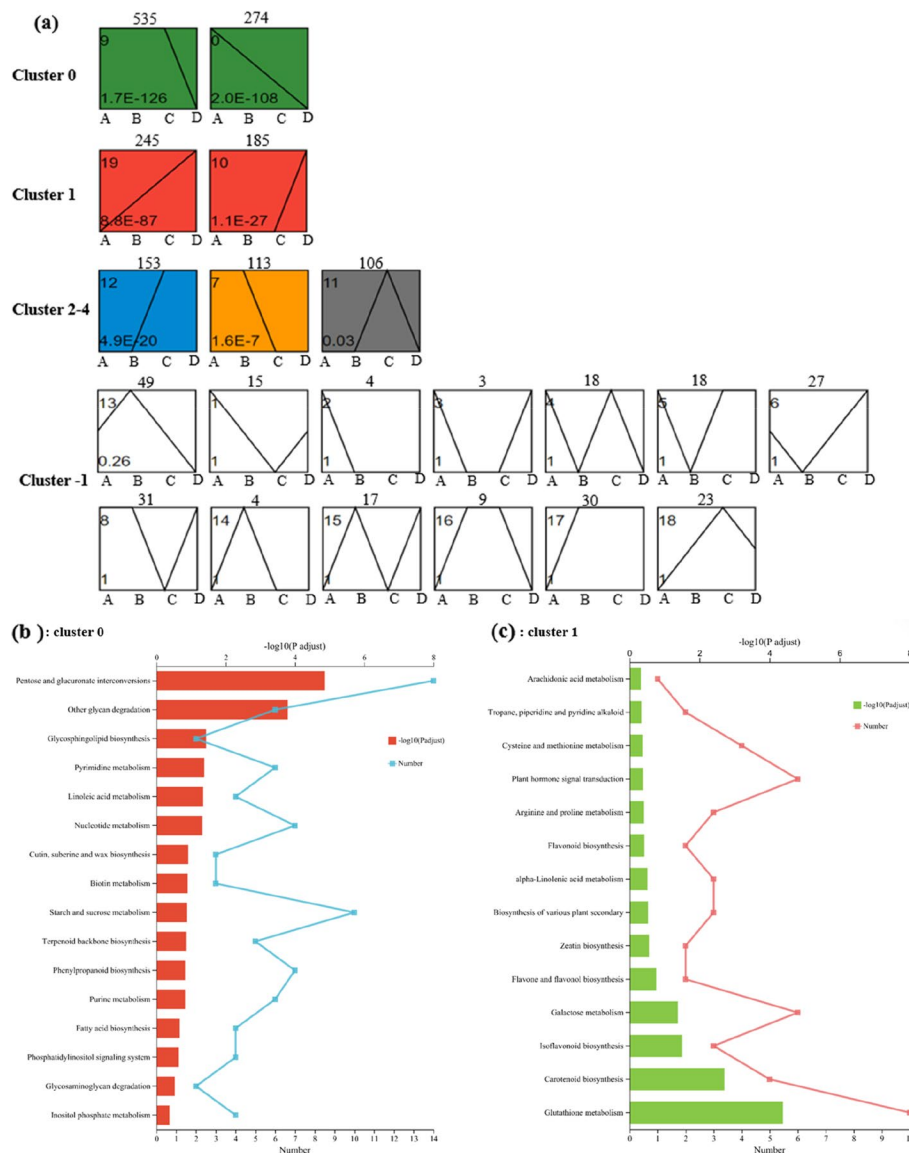 (a)
535 274
9 0
Cluster 0
1.7E-126 2.0E-108
A B C D A B C D
245 185
19 10
Cluster 1
8.8E-87 1.1E-27
A B C D A B C D
153 113 106
12 7 11
Cluster 2-4
4.9E-20 1.6E-7 0.03
A B C D A B C D A B C D
49 15 4 3 18 18 27
13 1 2 3 4 5 6
0.26 1 1 1 1 1 1
A B C D A B C D A B C D A B C D A B C D A B C D A B C D
Cluster -1
31 4 17 9 30 23
8 14 15 16 17 18
1 1 1 1 1 1
A B C D A B C D A B C D A B C D A B C D A B C D
(b) : cluster 0
-log10(P adjust)
0 2 4 6 8
Pentose and glucuronate interconversions
Other glycan degradation
Glycosphingolipid biosynthesis
Pyrimidine metabolism
Linoleic acid metabolism
Nucleotide metabolism
Cutin, suberine and wax biosynthesis
Biotin metabolism
Starch and sucrose metabolism
Terpenoid backbone biosynthesis
Phenylpropanoid biosynthesis
Purine metabolism
Fatty acid biosynthesis
Phosphatidylinositol signaling system
Glycosaminoglycan degradation
Inositol phosphate metabolism
-log10(Padjust)
Number
0 1 2 3 4 5 6 7 8 9 10 11 12 13 14
Number
(c) : cluster 1
-log10(P adjust)
0 2 4 6 8
Arachidonic acid metabolism
Tropane, piperidine and pyridine alkaloid
Cysteine and methionine metabolism
Plant hormone signal transduction
Arginine and proline metabolism
Flavonoid biosynthesis
alpha-Linolenic acid metabolism
Biosynthesis of various plant secondary
Zeatin biosynthesis
Flavone and flavonol biosynthesis
Galactose metabolism
Isoflavonoid biosynthesis
Carotenoid biosynthesis
Glutathione metabolism
-log10(Padjust)
Number
0 1 2 3 4 5 6 7 8 9
Number